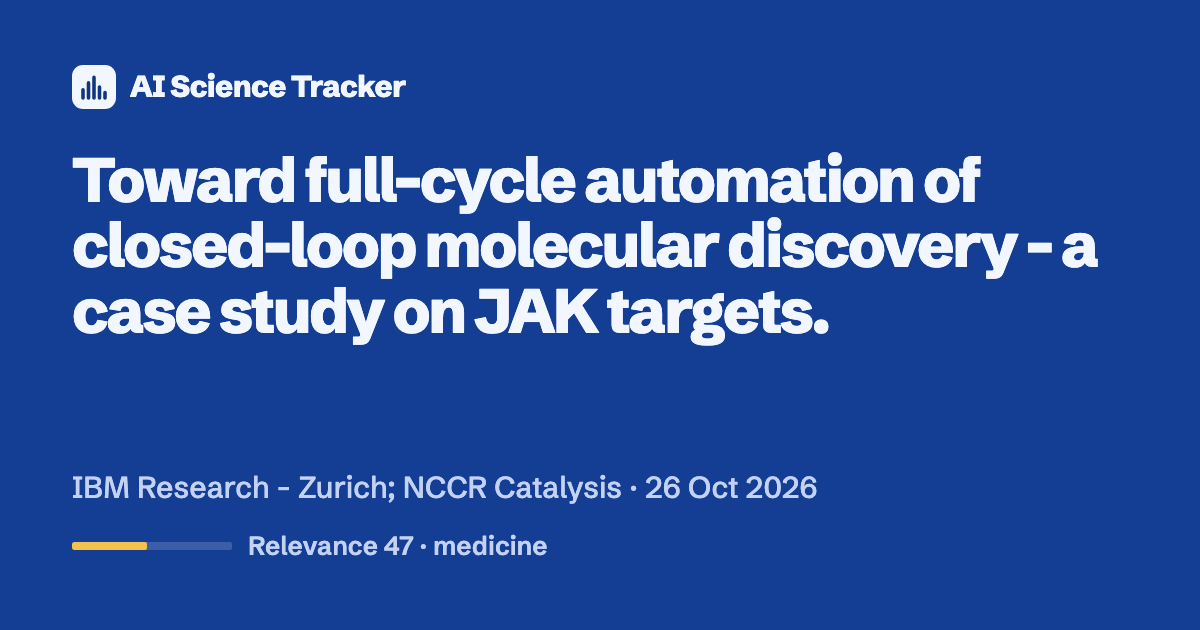 AI Science Tracker
Toward full-cycle automation of
closed-loop molecular discovery - a
case study on JAK targets.
IBM Research - Zurich; NCCR Catalysis · 26 Oct 2026
Relevance 47 · medicine